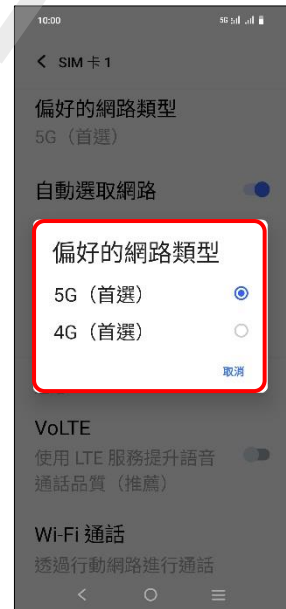 10:00
5G
SIM 卡 1
偏好的網路類型
5G（首選）
自動選取網路
偏好的網路類型
5G（首選）
4G（首選）
取消
VoLTE
使用 LTE 服務提升語音
通話品質（推薦）
Wi-Fi 通話
透過行動網路進行通話